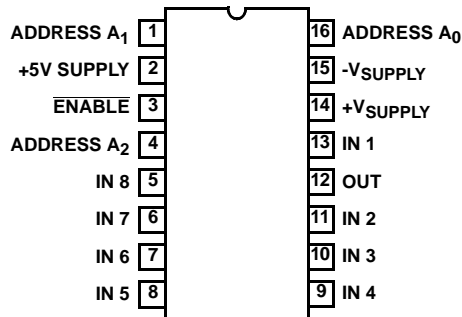 ADDRESS A1 1 16 ADDRESS A0
+5V SUPPLY 2 15 -VSUPPLY
ENABLE 3 14 +VSUPPLY
ADDRESS A2 4 13 IN 1
IN 8 5 12 OUT
IN 7 6 11 IN 2
IN 6 7 10 IN 3
IN 5 8 9 IN 4